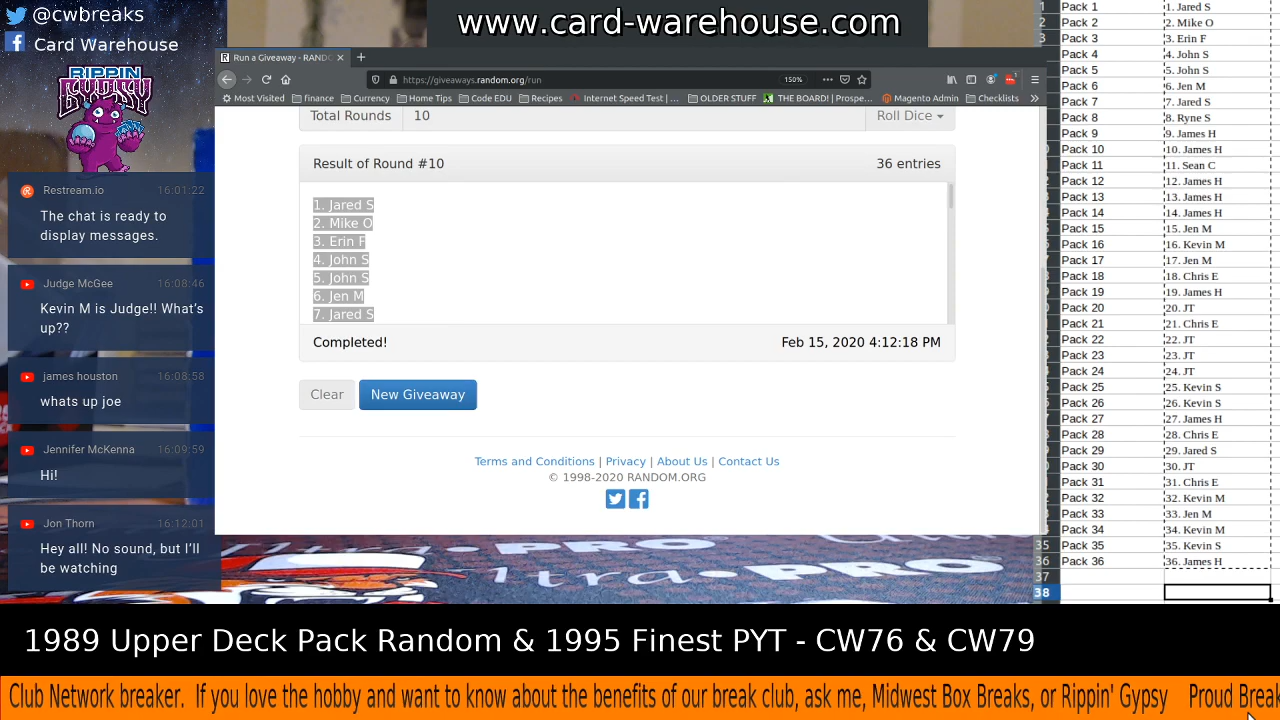 @cwbreaks
Card Warehouse
RIPPIN
GYPSY
Restream.io 16:01:22
The chat is ready to
display messages.
Judge McGee 16:08:46
Kevin M is Judge!! What's
up??
james houston 16:08:58
whats up joe
Jennifer McKenna 16:09:59
Hi!
Jon Thorn 16:12:01
Hey all! No sound, but I'll
be watching
www.card-warehouse.com
Run a Giveaway - RANDO
https://giveaways.random.org/run 150%
Most Visited finance Currency Home Tips Code EDU Recipes Internet Speed Test | ... OLDER STUFF THE BOARD! | Prospe... Magento Admin Checklists
Total Rounds 10 Roll Dice
Result of Round #10 36 entries
1. Jared S
2. Mike O
3. Erin F
4. John S
5. John S
6. Jen M
7. Jared S
Completed! Feb 15, 2020 4:12:18 PM
Clear New Giveaway
Terms and Conditions | Privacy | About Us | Contact Us
© 1998-2020 RANDOM.ORG
1 Pack 1 1. Jared S
2 Pack 2 2. Mike O
3 Pack 3 3. Erin F
Pack 4 4. John S
Pack 5 5. John S
Pack 6 6. Jen M
Pack 7 7. Jared S
Pack 8 8. Ryne S
Pack 9 9. James H
Pack 10 10. James H
Pack 11 11. Sean C
Pack 12 12. James H
Pack 13 13. James H
Pack 14 14. James H
Pack 15 15. Jen M
Pack 16 16. Kevin M
Pack 17 17. Jen M
Pack 18 18. Chris E
Pack 19 19. James H
Pack 20 20. JT
Pack 21 21. Chris E
Pack 22 22. JT
Pack 23 23. JT
Pack 24 24. JT
Pack 25 25. Kevin S
Pack 26 26. Kevin S
Pack 27 27. James H
Pack 28 28. Chris E
Pack 29 29. Jared S
Pack 30 30. JT
Pack 31 31. Chris E
Pack 32 32. Kevin M
Pack 33 33. Jen M
Pack 34 34. Kevin M
35 Pack 35 35. Kevin S
36 Pack 36 36. James H
37
38
ultra·PRO
1989 Upper Deck Pack Random & 1995 Finest PYT - CW76 & CW79
Club Network breaker. If you love the hobby and want to know about the benefits of our break club, ask me, Midwest Box Breaks, or Rippin' Gypsy Proud Break